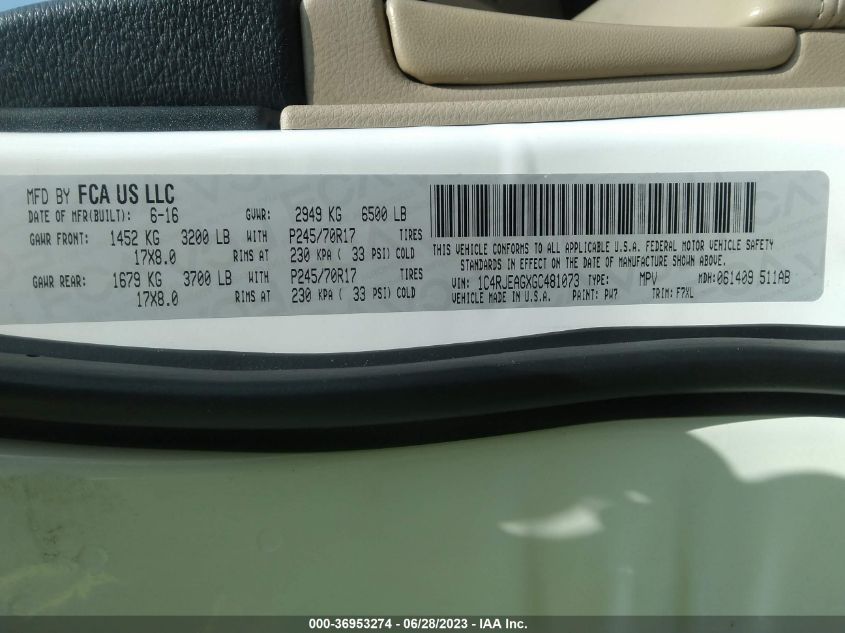 MFD BY FCA US LLC
DATE OF MFR(BUILT): 6-16 GVWR: 2949 KG 6500 LB
GAWR FRONT: 1452 KG 3200 LB WITH P245/70R17 TIRES
17X8.0 RIMS AT 230 KPA ( 33 PSI) COLD
GAWR REAR: 1679 KG 3700 LB WITH P245/70R17 TIRES
17X8.0 RIMS AT 230 KPA ( 33 PSI) COLD
THIS VEHICLE CONFORMS TO ALL APPLICABLE U.S.A. FEDERAL MOTOR VEHICLE SAFETY
STANDARDS IN EFFECT ON THE DATE OF MANUFACTURE SHOWN ABOVE.
VIN: 1C4RJEAGXGC481073 TYPE: MPV MDH: 061409 511AB
VEHICLE MADE IN U.S.A. PAINT: PW7 TRIM: F7XL
000-36953274 - 06/28/2023 - IAA Inc.